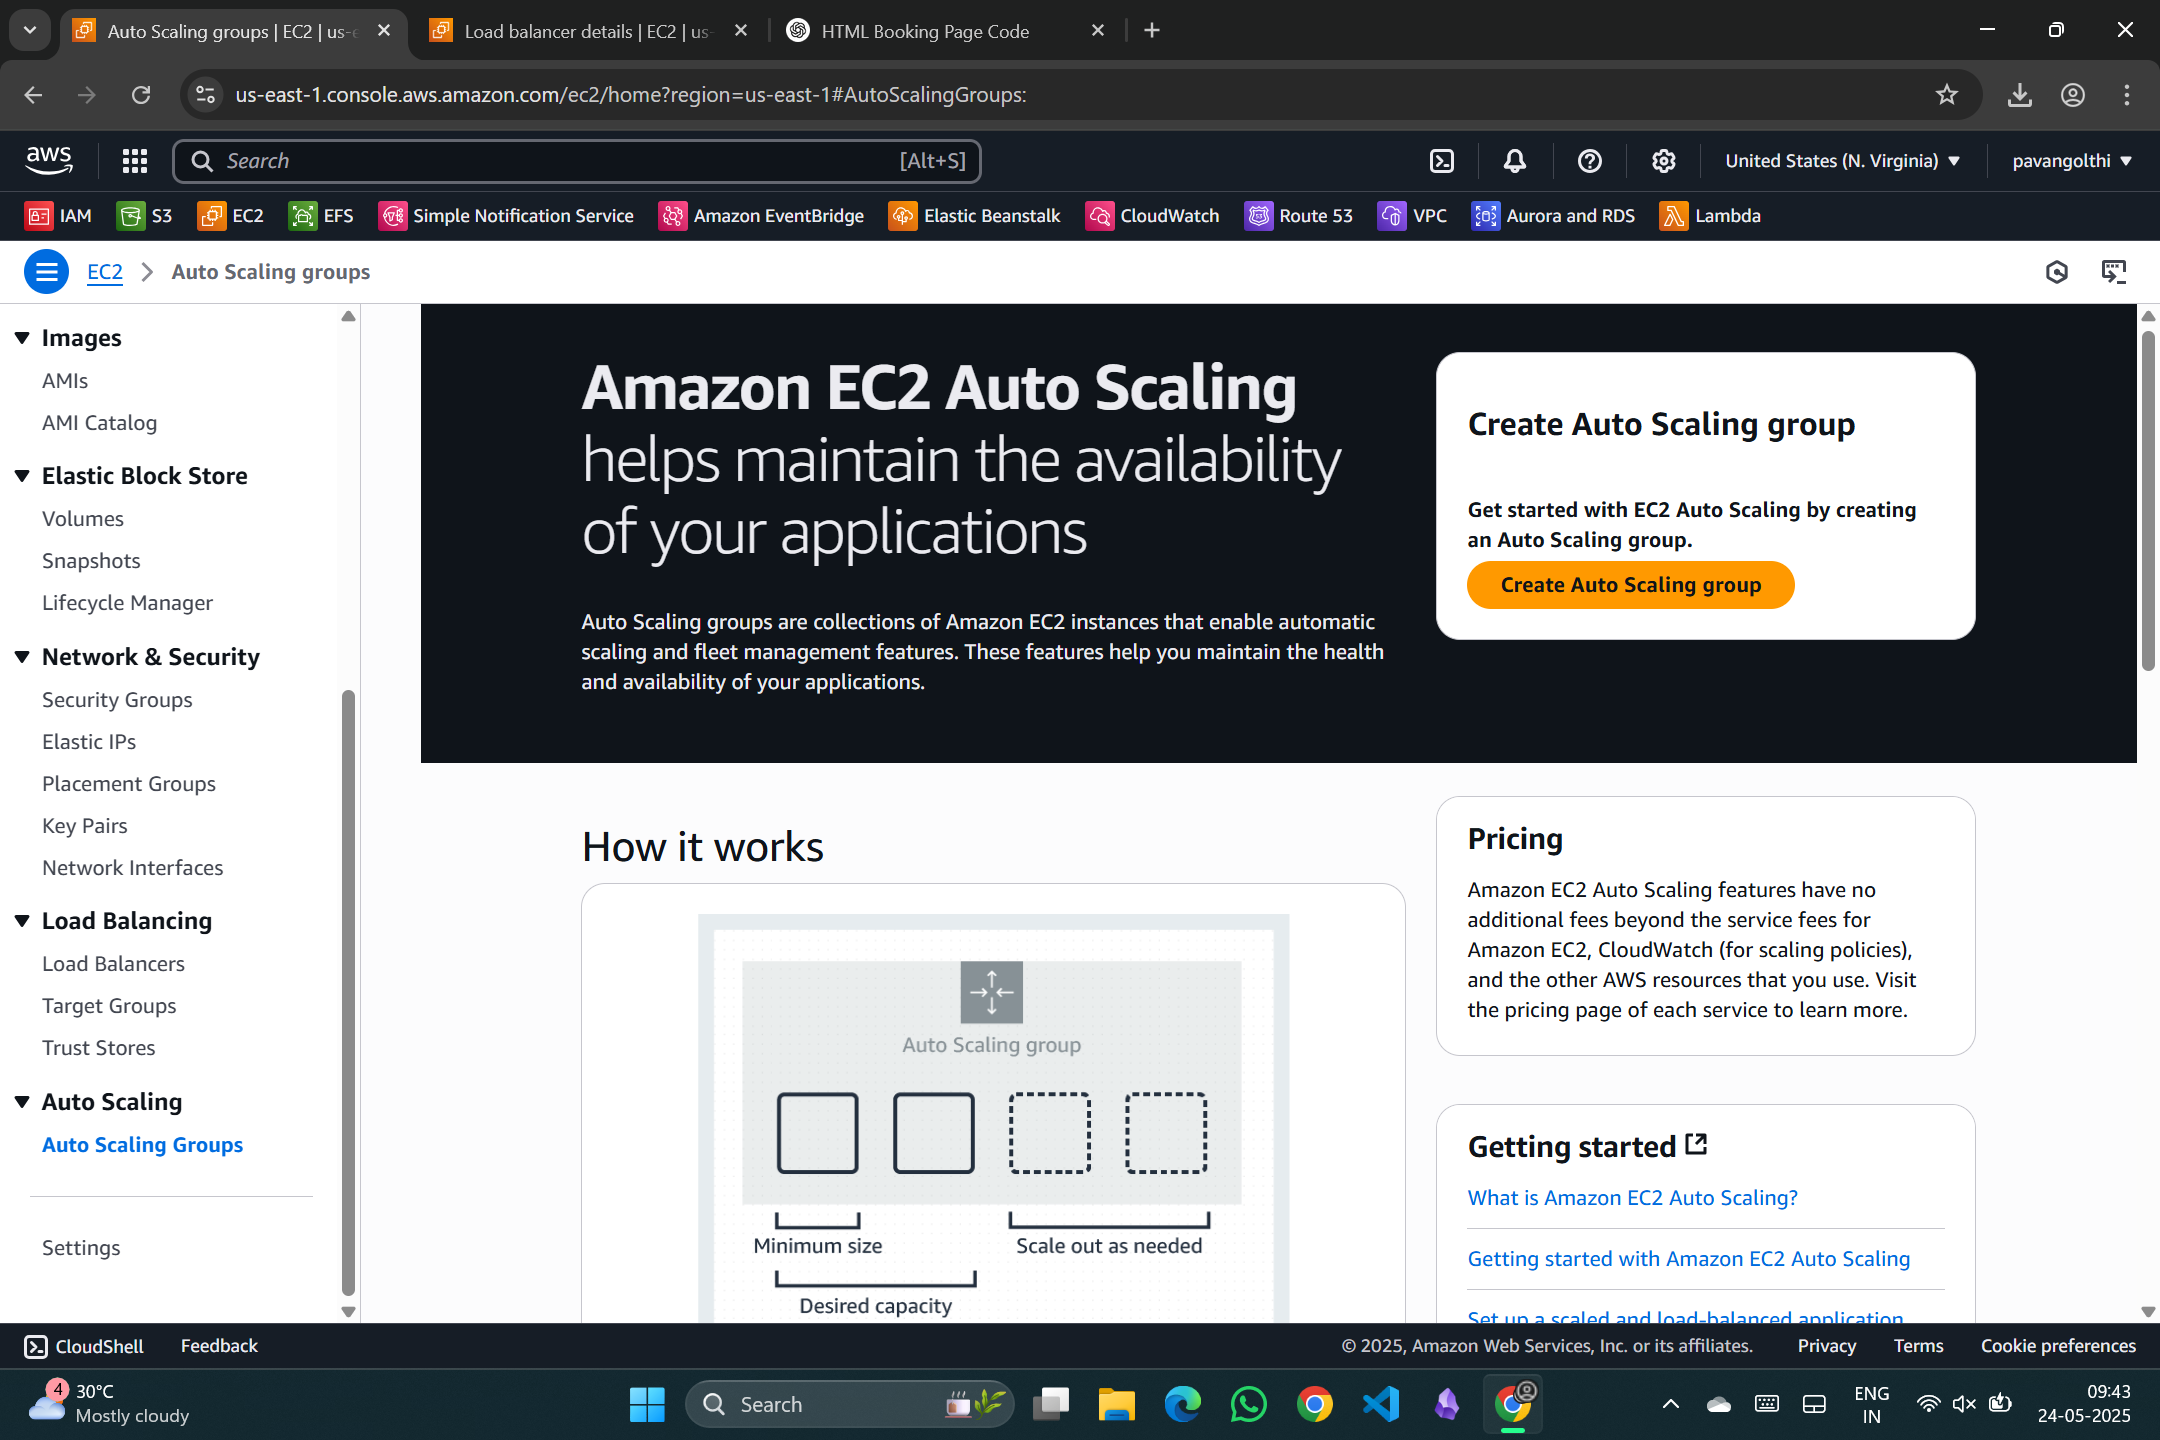 Auto Scaling groups | EC2 | us-e
Load balancer details | EC2 | us-
HTML Booking Page Code
us-east-1.console.aws.amazon.com/ec2/home?region=us-east-1#AutoScalingGroups:
aws
Search
[Alt+S]
United States (N. Virginia)
pavangolthi
IAM
S3
EC2
EFS
Simple Notification Service
Amazon EventBridge
Elastic Beanstalk
CloudWatch
Route 53
VPC
Aurora and RDS
Lambda
EC2
Auto Scaling groups
Images
AMIs
AMI Catalog
Elastic Block Store
Volumes
Snapshots
Lifecycle Manager
Network & Security
Security Groups
Elastic IPs
Placement Groups
Key Pairs
Network Interfaces
Load Balancing
Load Balancers
Target Groups
Trust Stores
Auto Scaling
Auto Scaling Groups
Settings
Amazon EC2 Auto Scaling
helps maintain the availability
of your applications
Auto Scaling groups are collections of Amazon EC2 instances that enable automatic
scaling and fleet management features. These features help you maintain the health
and availability of your applications.
Create Auto Scaling group
Get started with EC2 Auto Scaling by creating
an Auto Scaling group.
Create Auto Scaling group
How it works
Auto Scaling group
Minimum size
Scale out as needed
Desired capacity
Pricing
Amazon EC2 Auto Scaling features have no
additional fees beyond the service fees for
Amazon EC2, CloudWatch (for scaling policies),
and the other AWS resources that you use. Visit
the pricing page of each service to learn more.
Getting started
What is Amazon EC2 Auto Scaling?
Getting started with Amazon EC2 Auto Scaling
Set up a scaled and load-balanced application
CloudShell
Feedback
© 2025, Amazon Web Services, Inc. or its affiliates.
Privacy
Terms
Cookie preferences
4
30°C
Mostly cloudy
Search
ENG
IN
09:43
24-05-2025